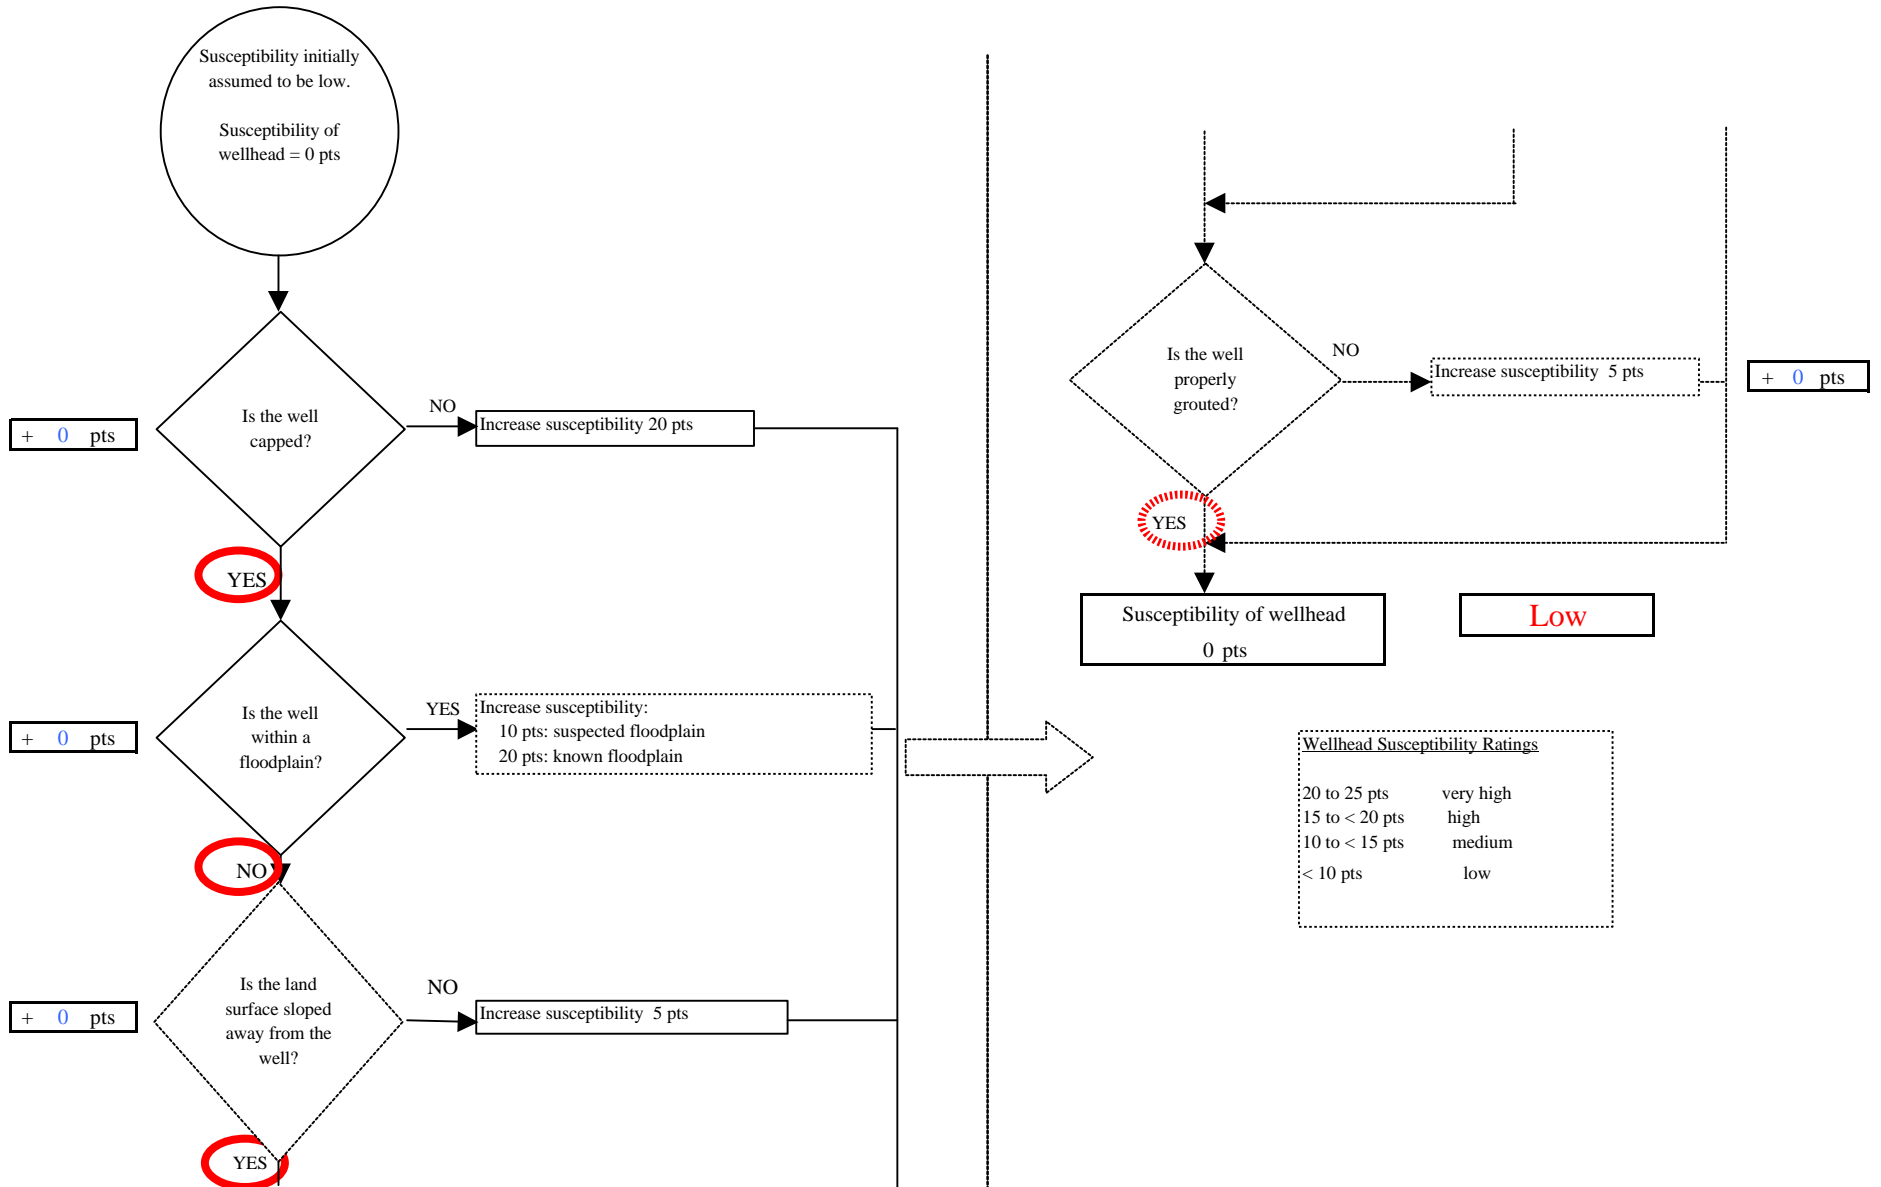 Susceptibility initially
assumed to be low.
Susceptibility of
wellhead = 0 pts
Is the well
capped?
NO
Increase susceptibility 20 pts
+ 0 pts
YES
Is the well
within a
floodplain?
YES
Increase susceptibility:
10 pts: suspected floodplain
20 pts: known floodplain
+ 0 pts
NO
Is the land
surface sloped
away from the
well?
NO
Increase susceptibility 5 pts
+ 0 pts
YES
Is the well
properly
grouted?
NO
Increase susceptibility 5 pts
+ 0 pts
YES
Susceptibility of wellhead
0 pts
Low
Wellhead Susceptibility Ratings
20 to 25 pts very high
15 to < 20 pts high
10 to < 15 pts medium
< 10 pts low